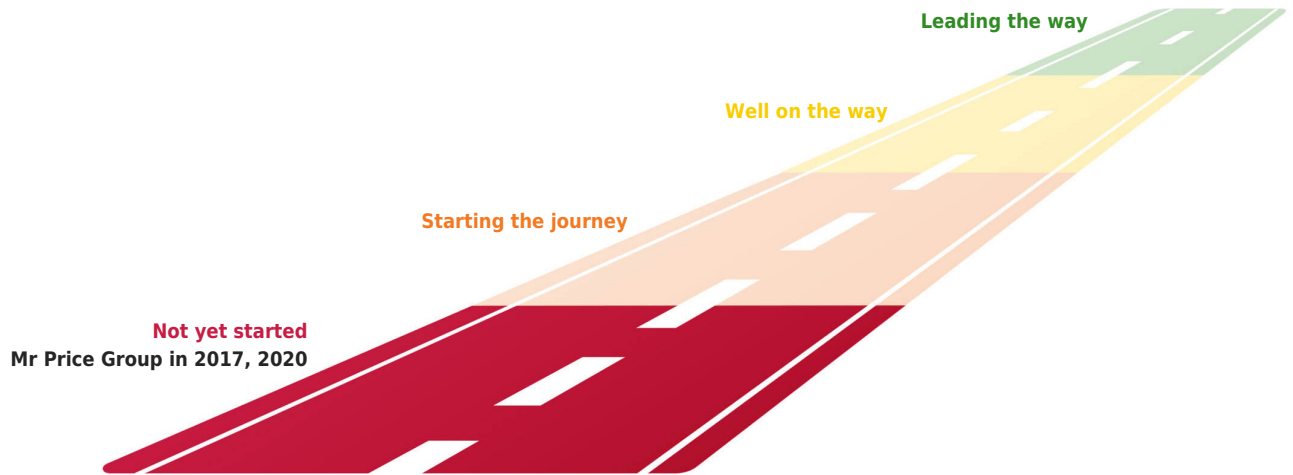 Leading the way
Well on the way
Starting the journey
Not yet started
Mr Price Group in 2017, 2020